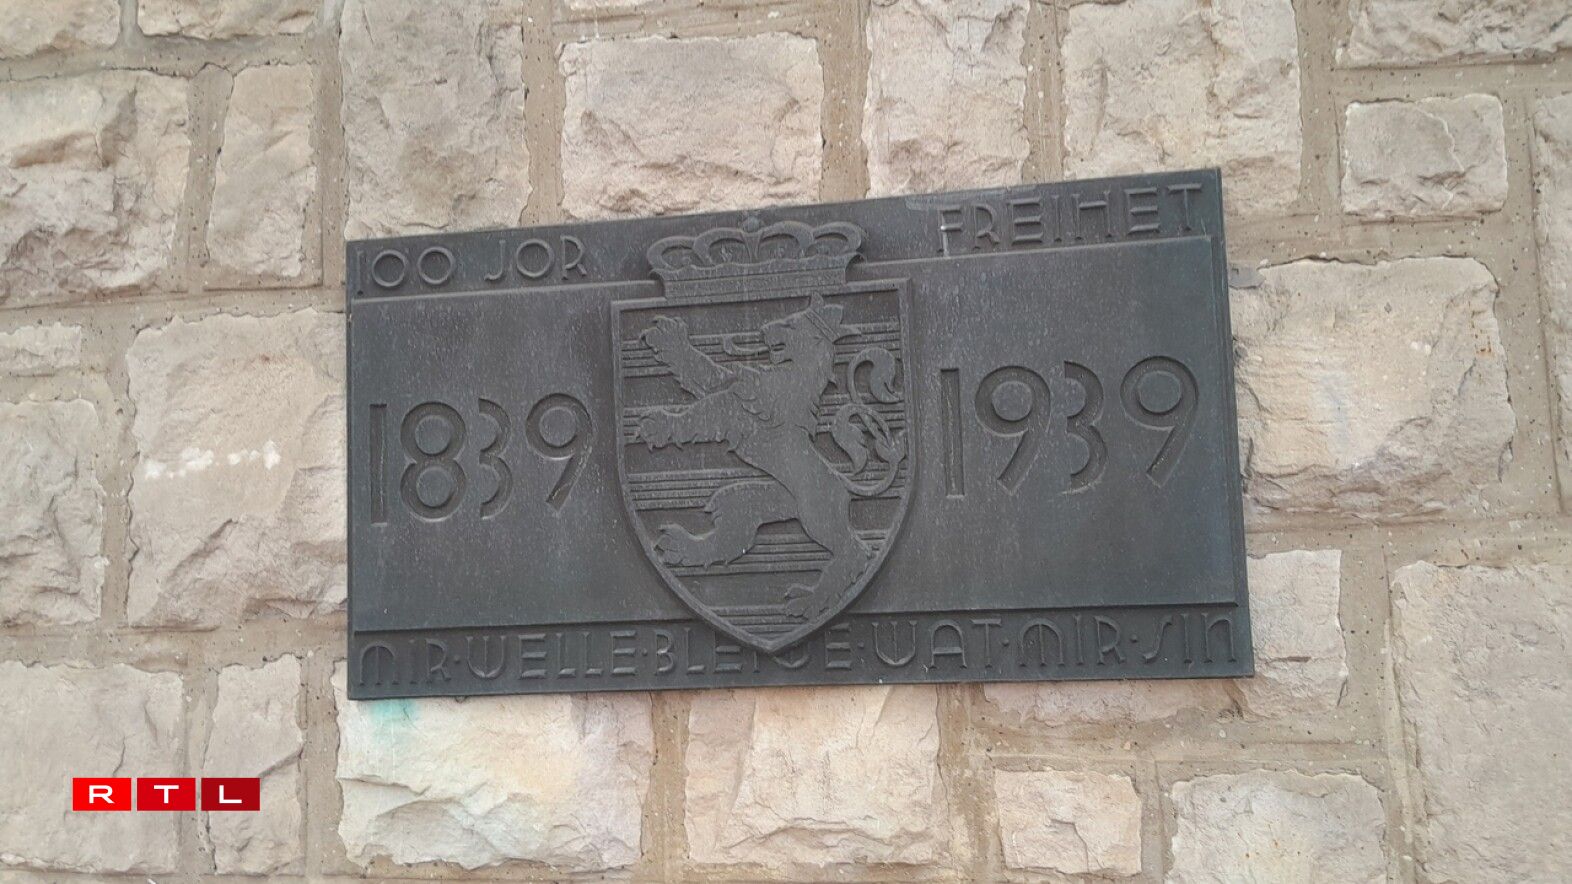 100 JOR FREIHET
1839 1939
MIR·WELLE·BLEIWE·WAT·MIR·SIN
RTL